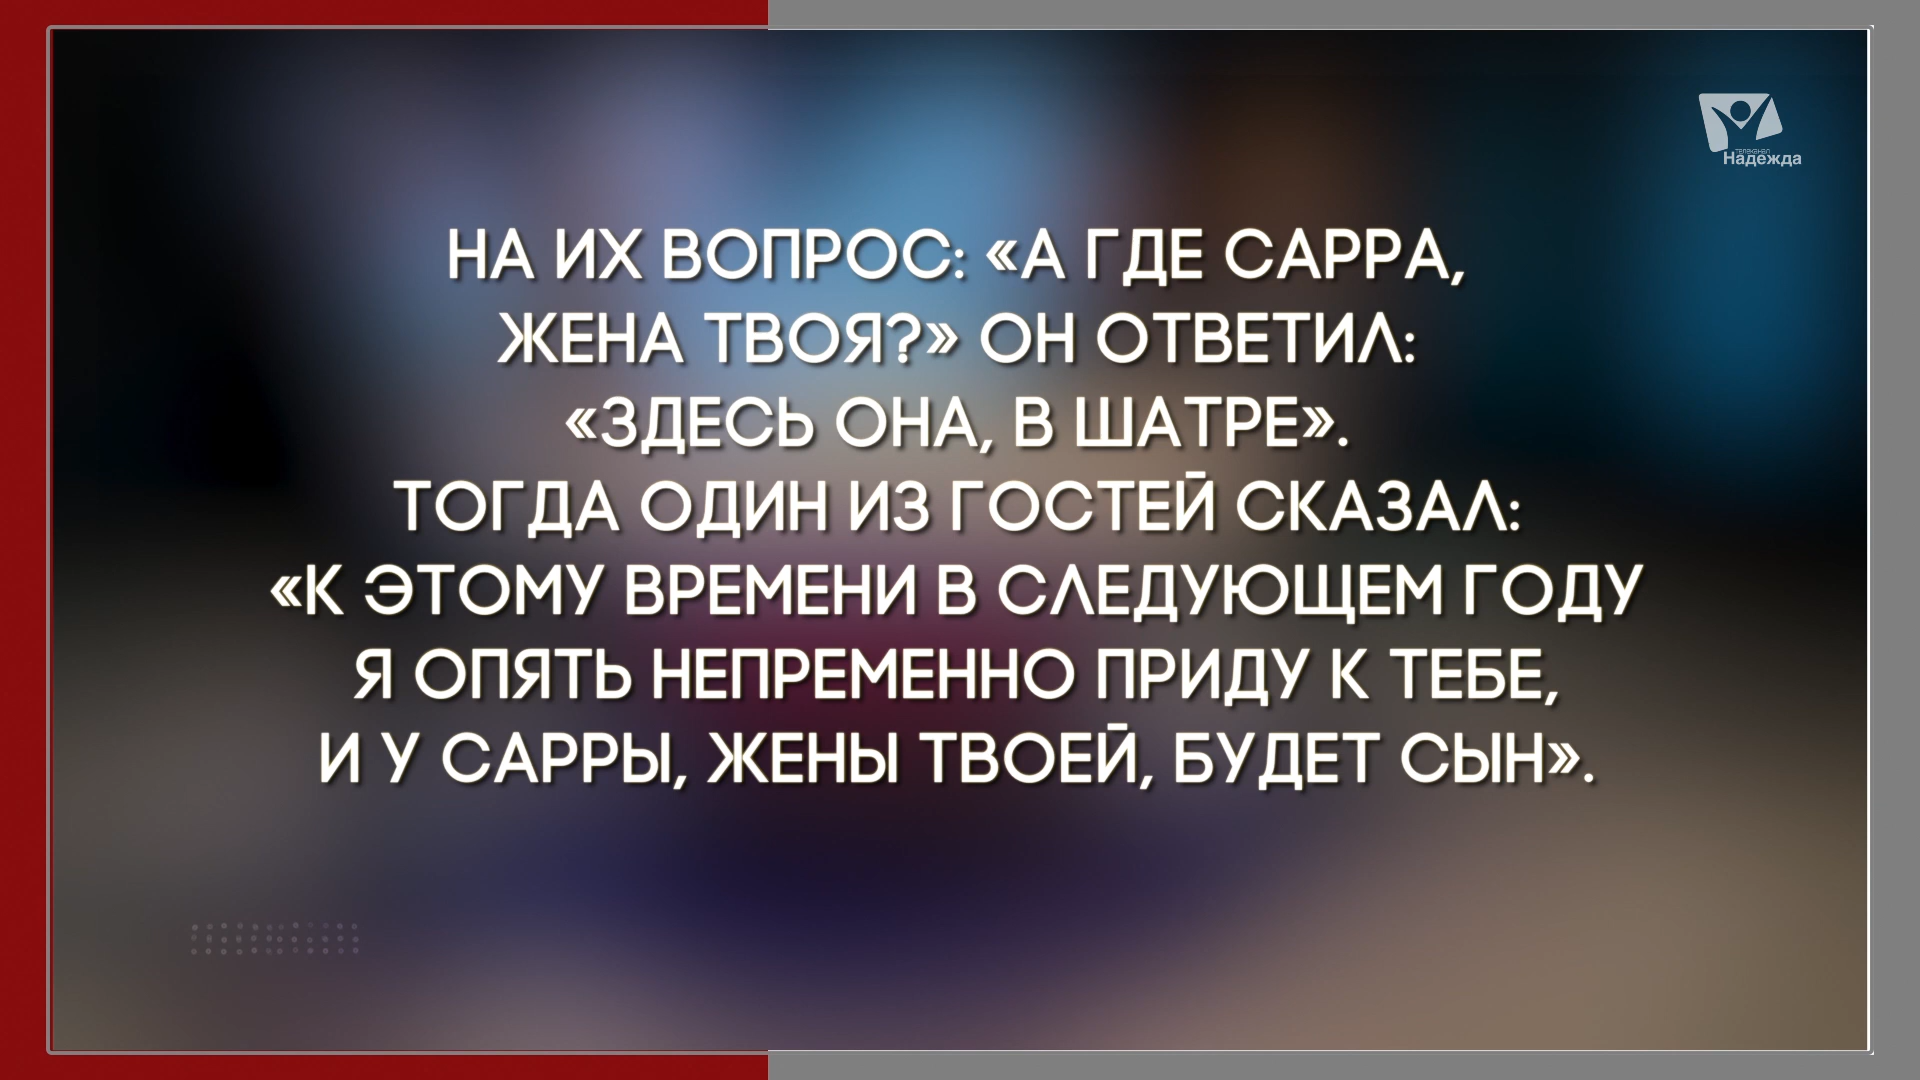 телеканал
Надежда
НА ИХ ВОПРОС: «А ГДЕ САРРА,
ЖЕНА ТВОЯ?» ОН ОТВЕТИЛ:
«ЗДЕСЬ ОНА, В ШАТРЕ».
ТОГДА ОДИН ИЗ ГОСТЕЙ СКАЗАЛ:
«К ЭТОМУ ВРЕМЕНИ В СЛЕДУЮЩЕМ ГОДУ
Я ОПЯТЬ НЕПРЕМЕННО ПРИДУ К ТЕБЕ,
И У САРРЫ, ЖЕНЫ ТВОЕЙ, БУДЕТ СЫН».